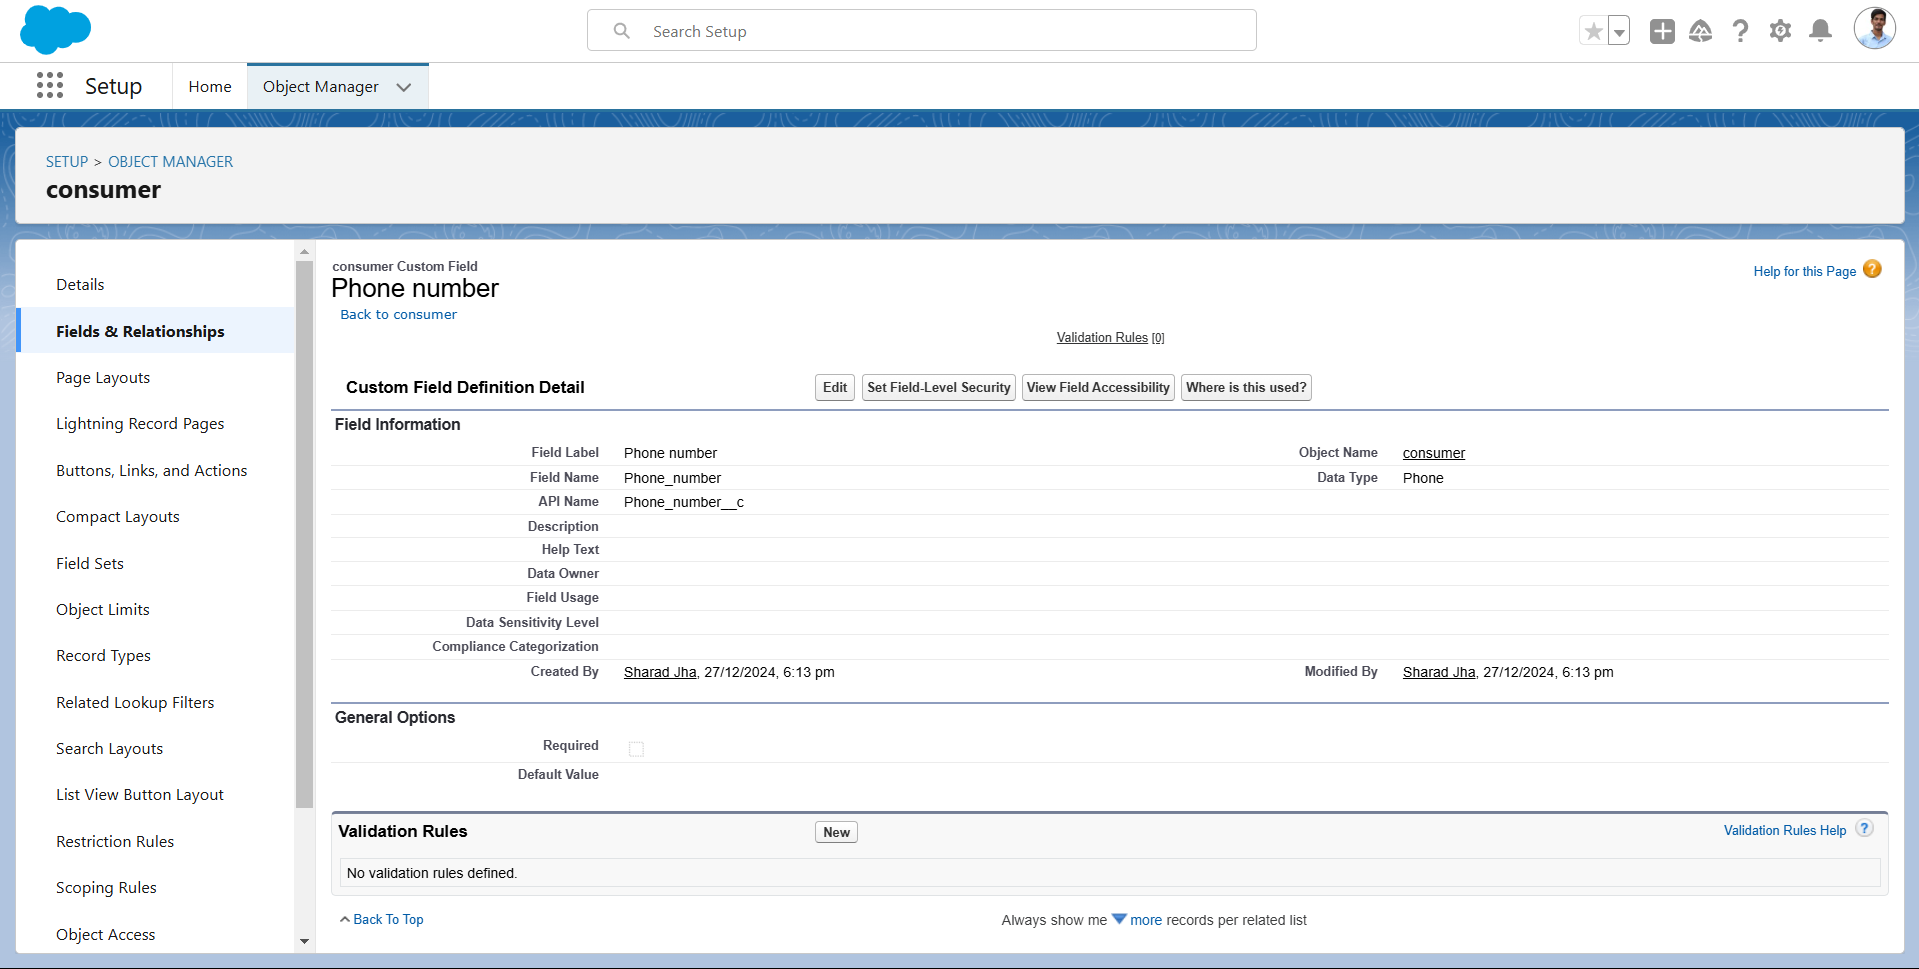 Search Setup
Setup
Home
Object Manager
SETUP > OBJECT MANAGER
consumer
Details
Fields & Relationships
Page Layouts
Lightning Record Pages
Buttons, Links, and Actions
Compact Layouts
Field Sets
Object Limits
Record Types
Related Lookup Filters
Search Layouts
List View Button Layout
Restriction Rules
Scoping Rules
Object Access
consumer Custom Field
Phone number
Back to consumer
Help for this Page ?
Validation Rules [0]
Custom Field Definition Detail
Edit
Set Field-Level Security
View Field Accessibility
Where is this used?
Field Information
Field Label Phone number Object Name consumer
Field Name Phone_number Data Type Phone
API Name Phone_number__c
Description
Help Text
Data Owner
Field Usage
Data Sensitivity Level
Compliance Categorization
Created By Sharad Jha, 27/12/2024, 6:13 pm Modified By Sharad Jha, 27/12/2024, 6:13 pm
General Options
Required
Default Value
Validation Rules
New
Validation Rules Help ?
No validation rules defined.
Back To Top
Always show me more records per related list